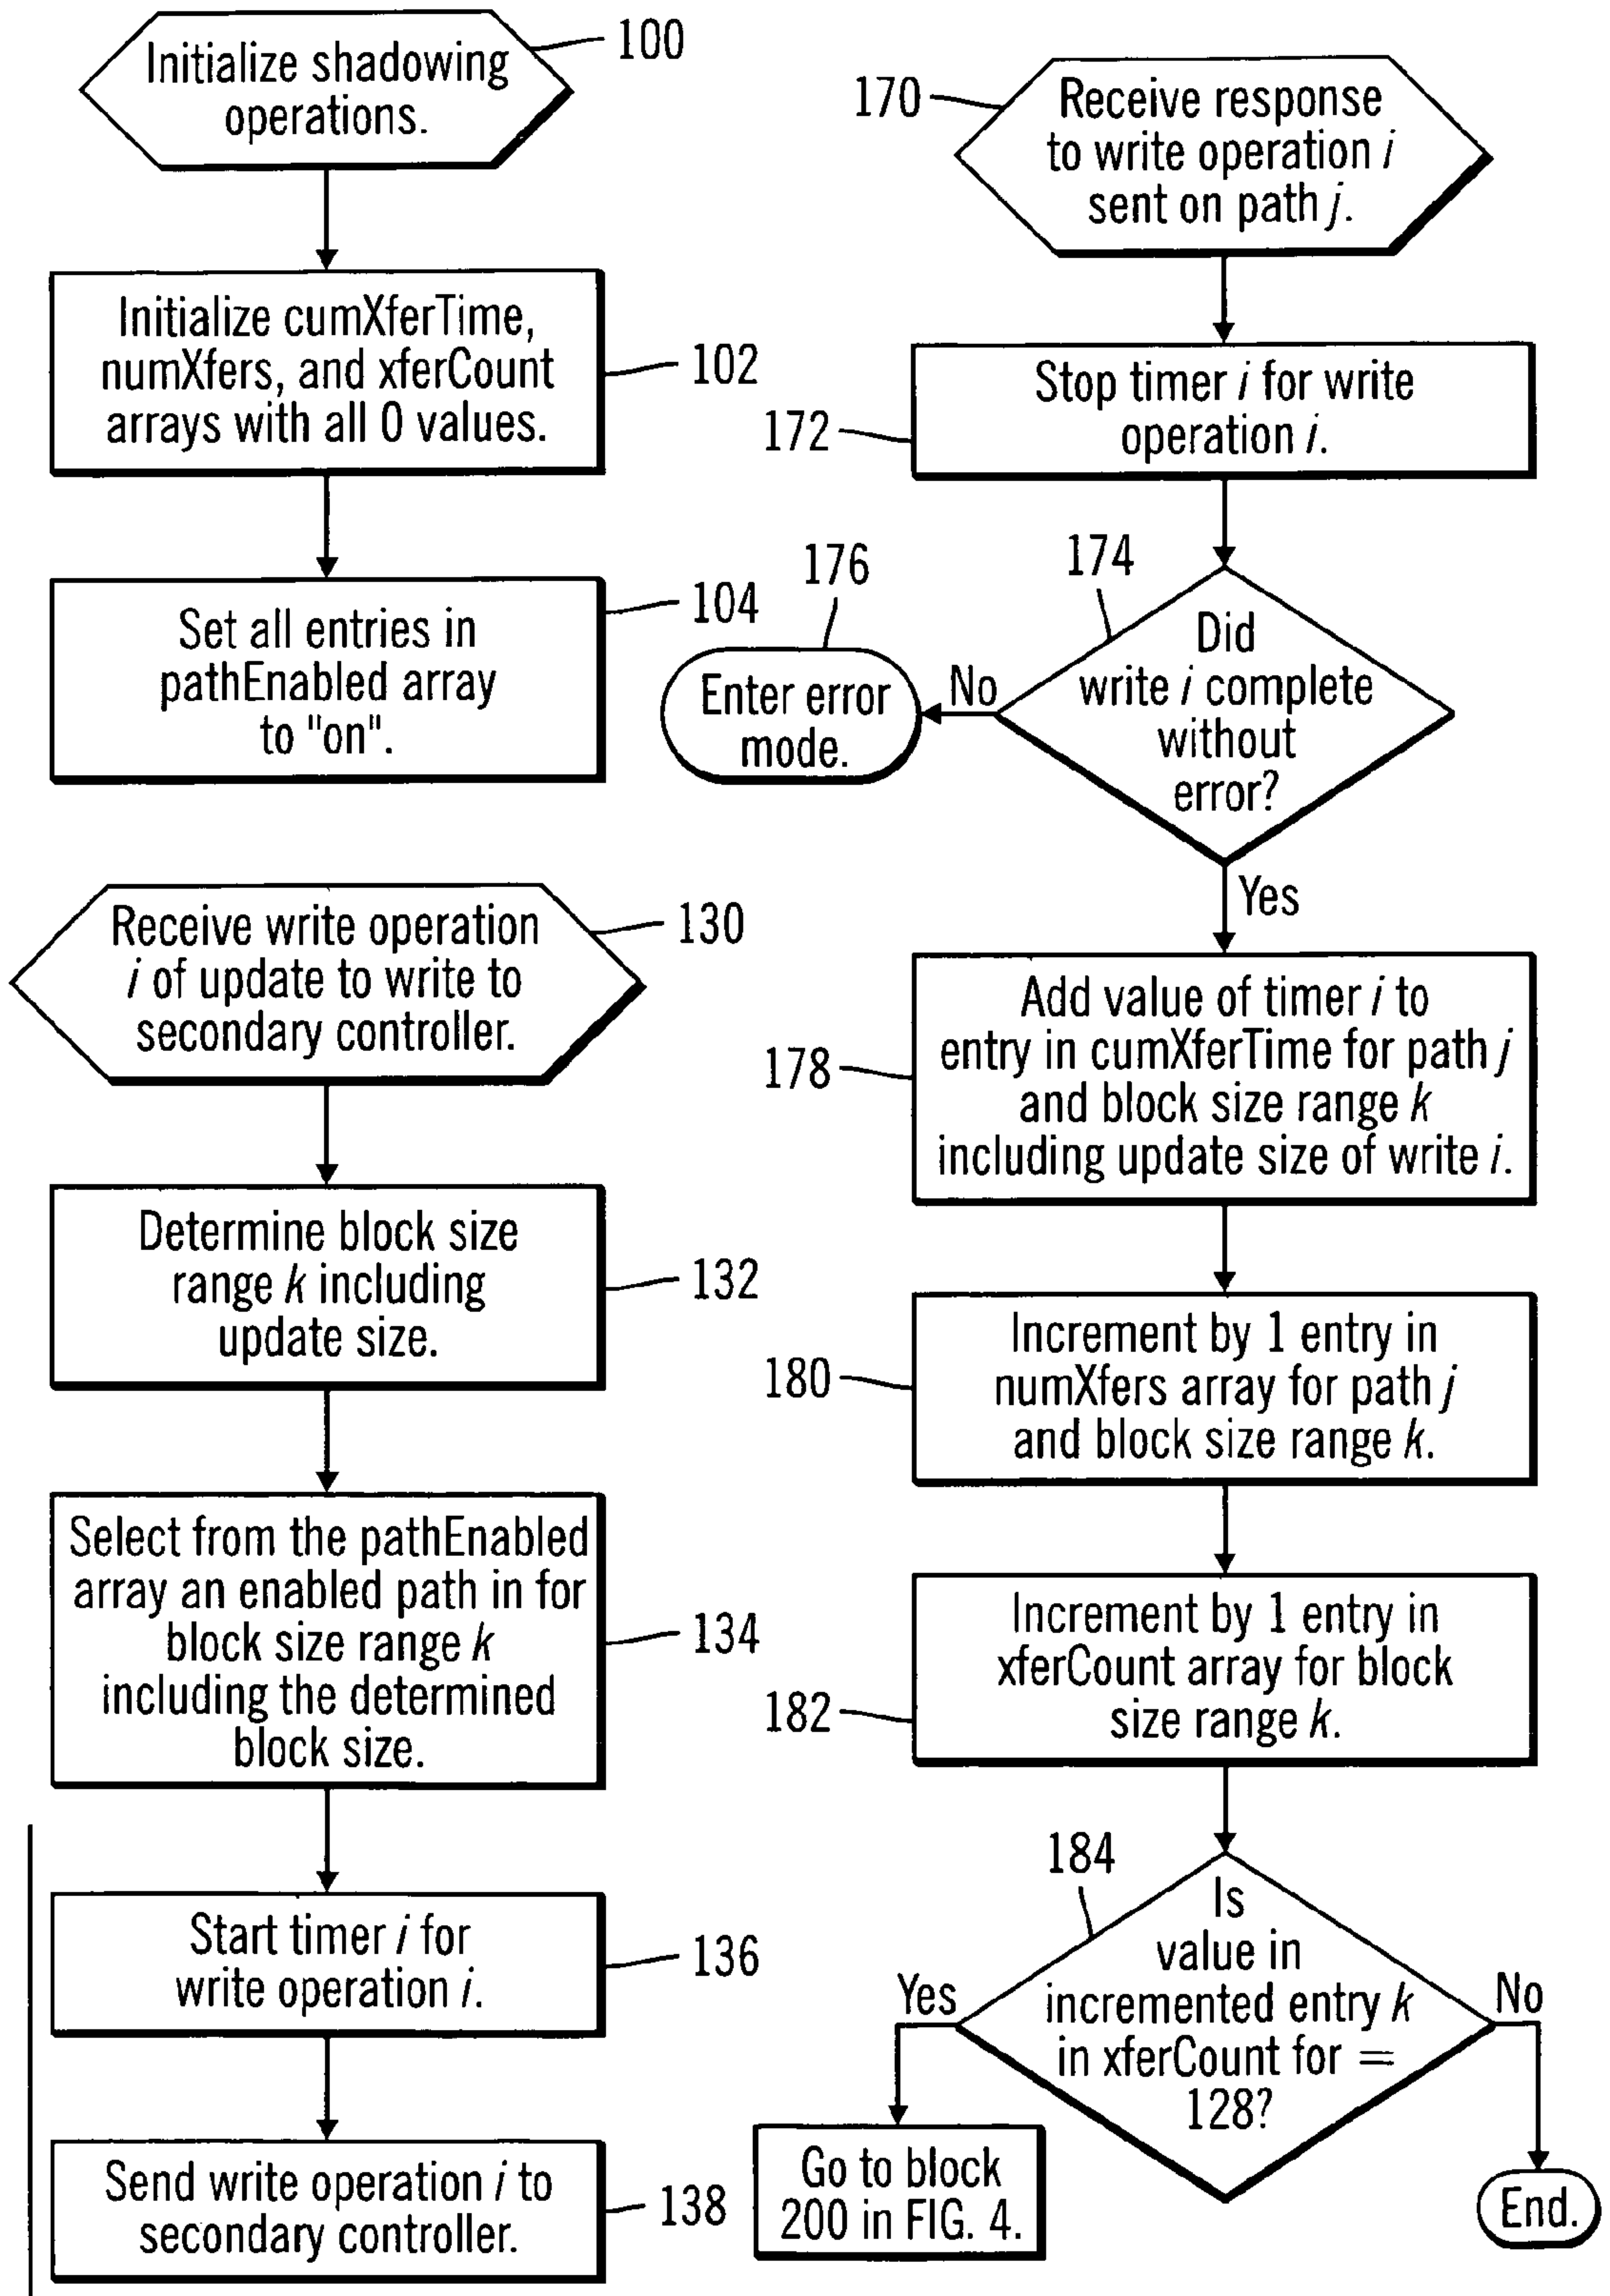 Initialize shadowing
operations.
100
Initialize cumXferTime,
numXfers, and xferCount
arrays with all 0 values.
102
Set all entries in
pathEnabled array
to "on".
104
Receive write operation
i of update to write to
secondary controller.
130
Determine block size
range k including
update size.
132
Select from the pathEnabled
array an enabled path in for
block size range k
including the determined
block size.
134
Start timer i for
write operation i.
136
Send write operation i to
secondary controller.
138
170
Receive response
to write operation i
sent on path j.
172
Stop timer i for write
operation i.
174
Did
write i complete
without
error?
No
176
Enter error
mode.
Yes
178
Add value of timer i to
entry in cumXferTime for path j
and block size range k
including update size of write i.
180
Increment by 1 entry in
numXfers array for path j
and block size range k.
182
Increment by 1 entry in
xferCount array for block
size range k.
184
Is
value in
incremented entry k
in xferCount for =
128?
Yes
No
Go to block
200 in FIG. 4.
End.